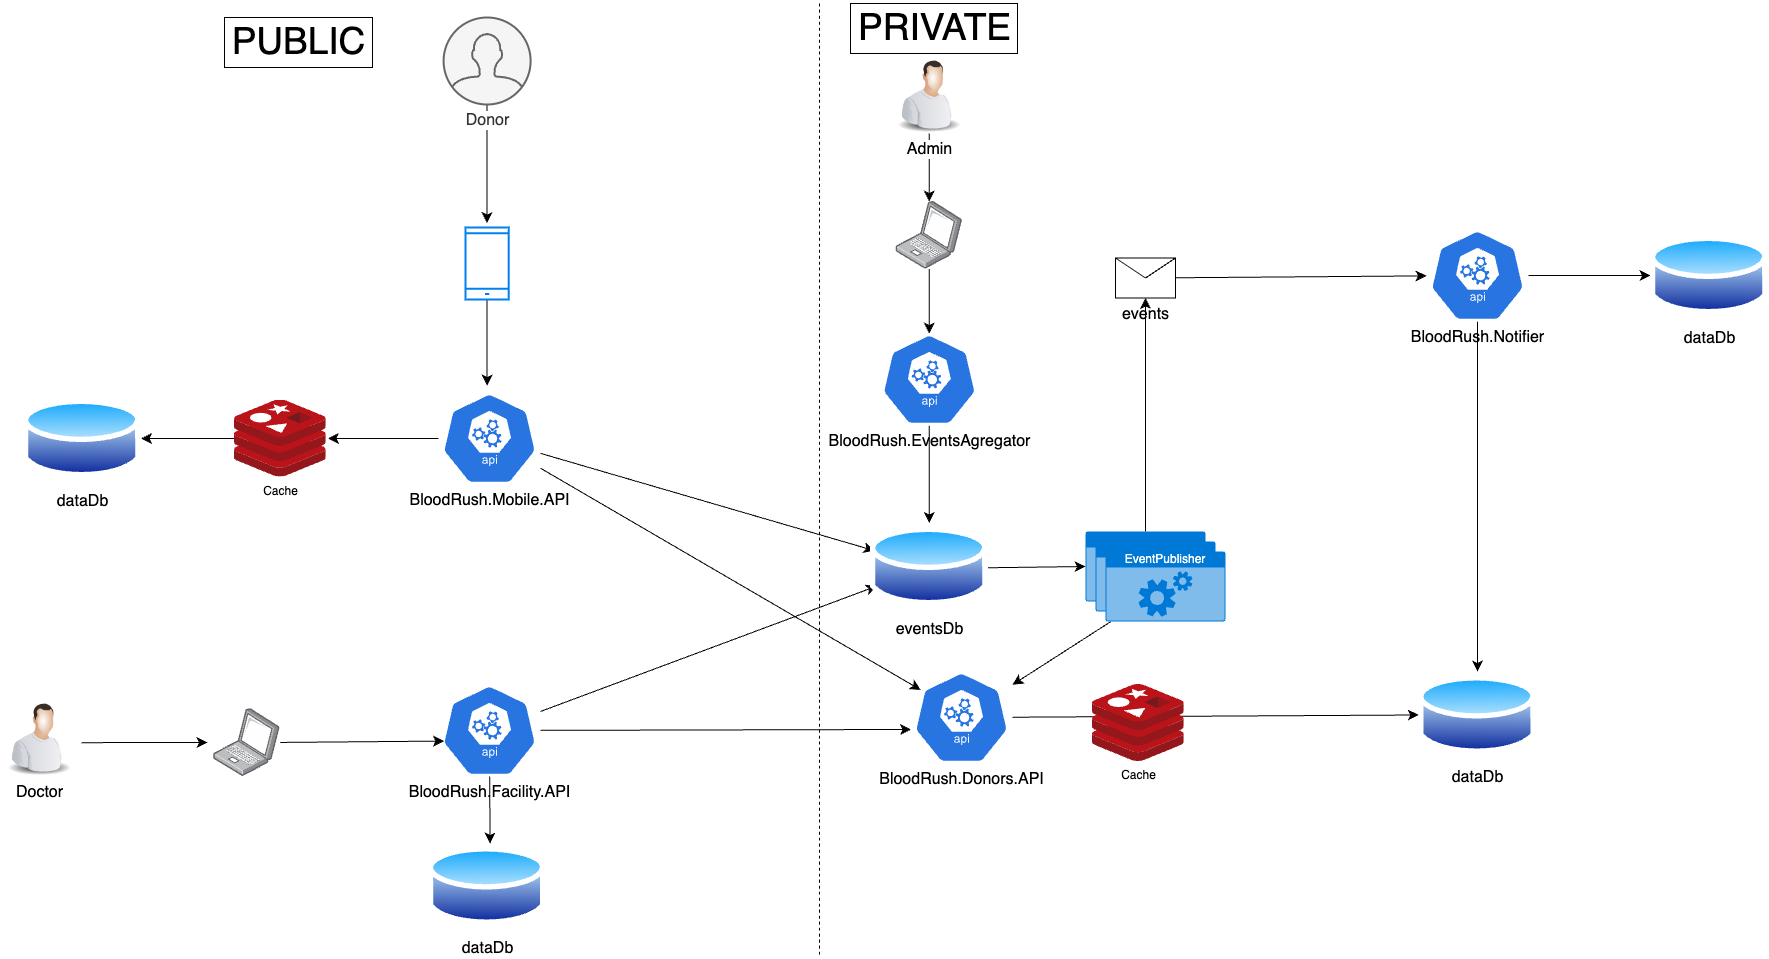 PUBLIC
PRIVATE
Donor
Admin
api
events
BloodRush.Notifier
dataDb
api
BloodRush.EventsAgregator
api
Cache
dataDb
BloodRush.Mobile.API
EventPublisher
eventsDb
api
Doctor
BloodRush.Facility.API
api
BloodRush.Donors.API
Cache
dataDb
dataDb